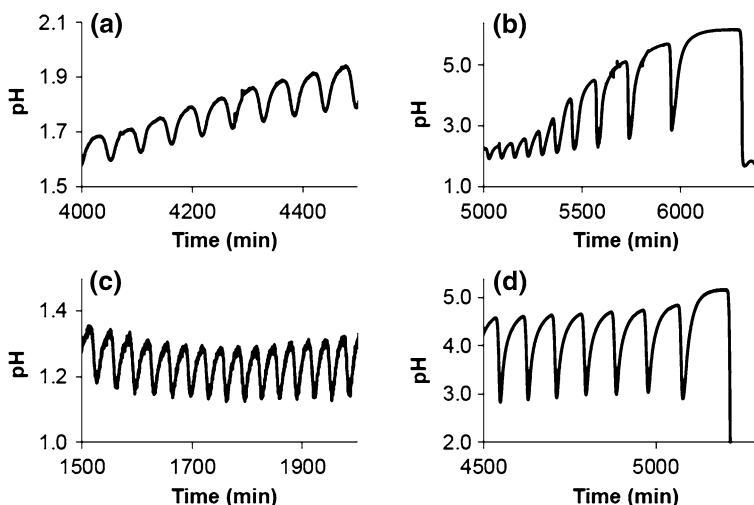 (a)
2.1
1.9
1.7
1.5
pH
4000 4200 4400
Time (min)
(b)
5.0
3.0
1.0
pH
5000 5500 6000
Time (min)
(c)
1.4
1.2
1.0
pH
1500 1700 1900
Time (min)
(d)
5.0
4.0
3.0
2.0
pH
4500 5000
Time (min)